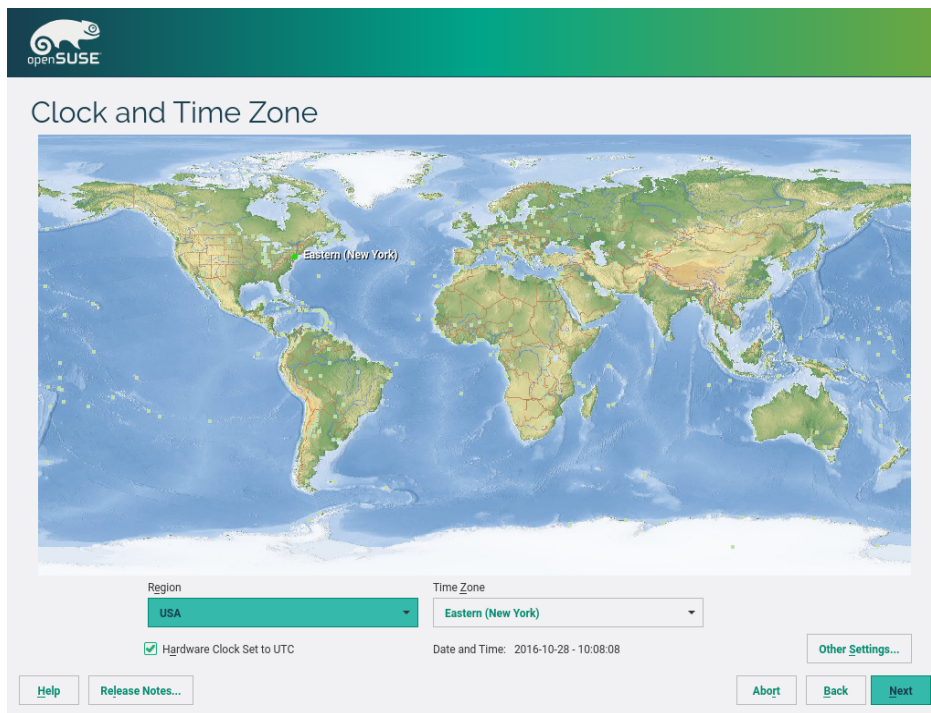 openSUSE
Clock and Time Zone
Eastern (New York)
Region
Time Zone
USA
Eastern (New York)
Hardware Clock Set to UTC
Date and Time: 2016-10-28 - 10:08:08
Other Settings...
Help
Release Notes...
Abort
Back
Next